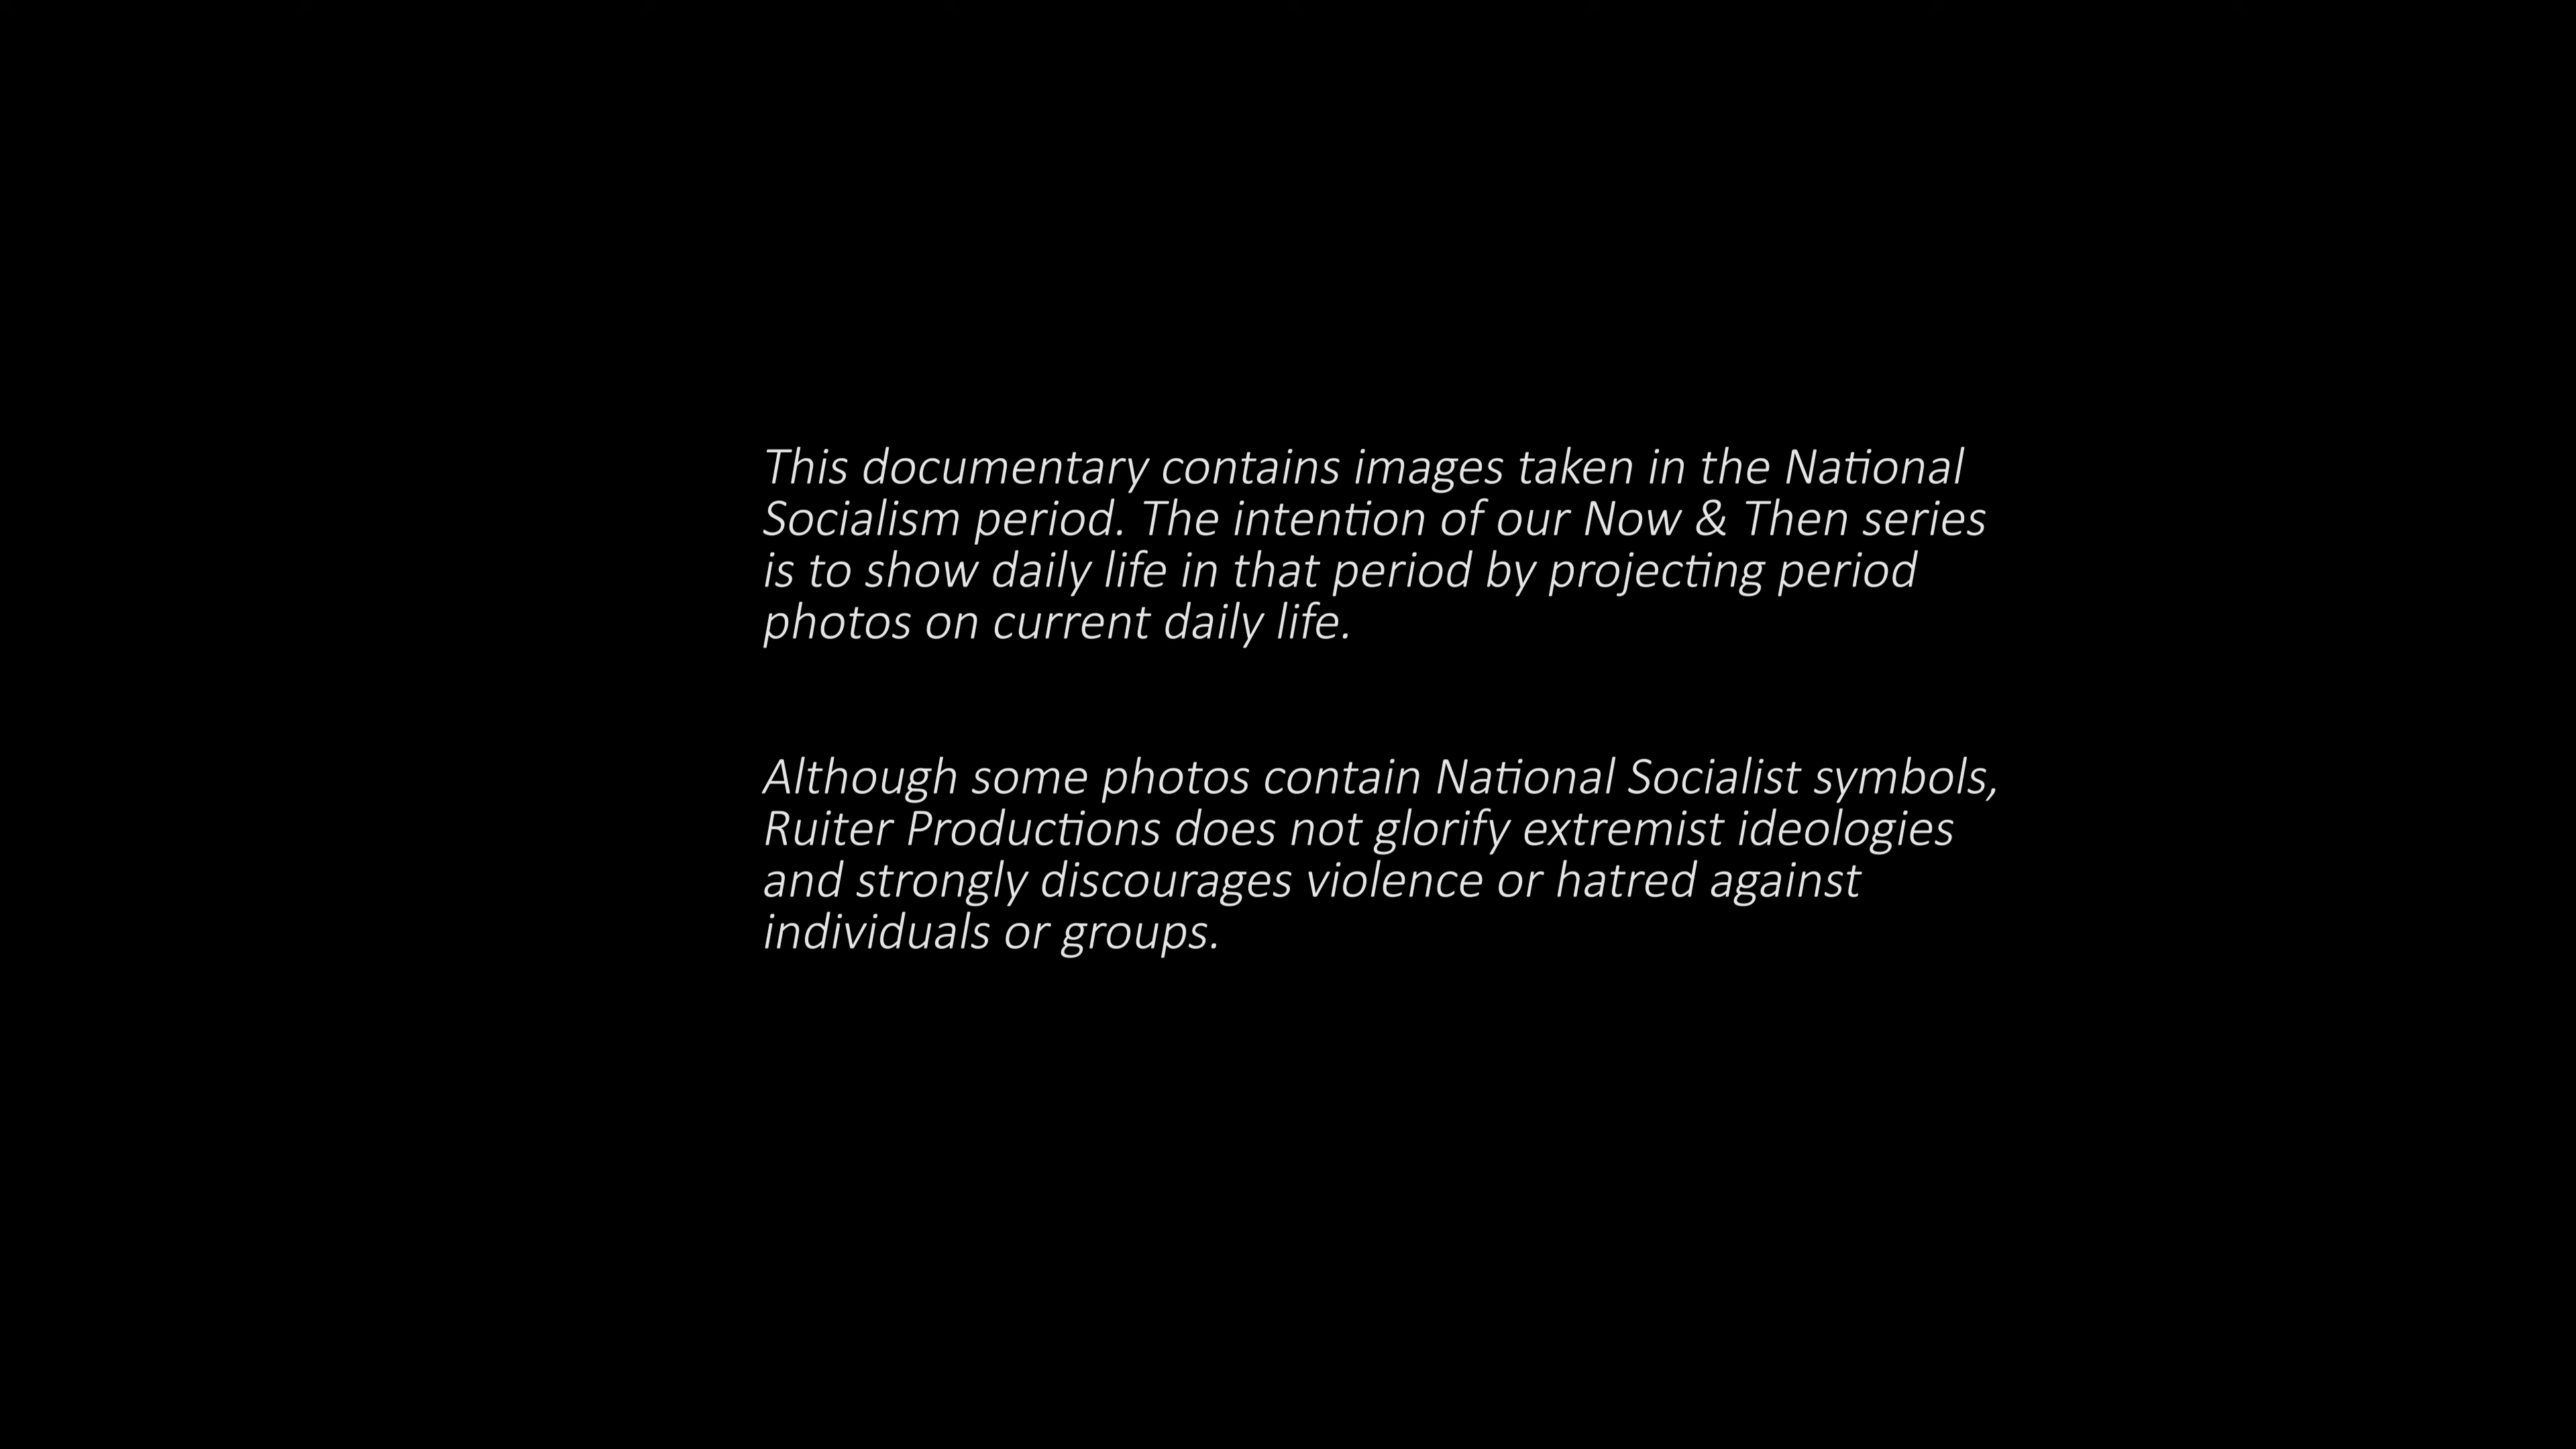 This documentary contains images taken in the National
Socialism period. The intention of our Now & Then series
is to show daily life in that period by projecting period
photos on current daily life.
Although some photos contain National Socialist symbols,
Ruiter Productions does not glorify extremist ideologies
and strongly discourages violence or hatred against
individuals or groups.